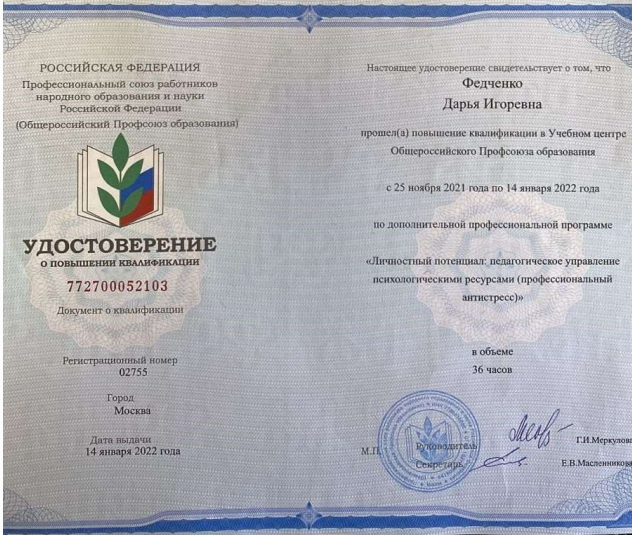 РОССИЙСКАЯ ФЕДЕРАЦИЯ
Профессиональный союз работников
народного образования и науки
Российской Федерации
(Общероссийский Профсоюз образования)
УДОСТОВЕРЕНИЕ
О ПОВЫШЕНИИ КВАЛИФИКАЦИИ
772700052103
Документ о квалификации
Регистрационный номер
02755
Город
Москва
Дата выдачи
14 января 2022 года
Настоящее удостоверение свидетельствует о том, что
Федченко
Дарья Игоревна
прошел(а) повышение квалификации в Учебном центре
Общероссийского Профсоюза образования
с 25 ноября 2021 года по 14 января 2022 года
по дополнительной профессиональной программе
«Личностный потенциал: педагогическое управление
психологическими ресурсами (профессиональный
антистресс)»
в объеме
36 часов
М.П.
Руководитель
Г.И.Меркулова
Секретарь
Е.В.Масленникова